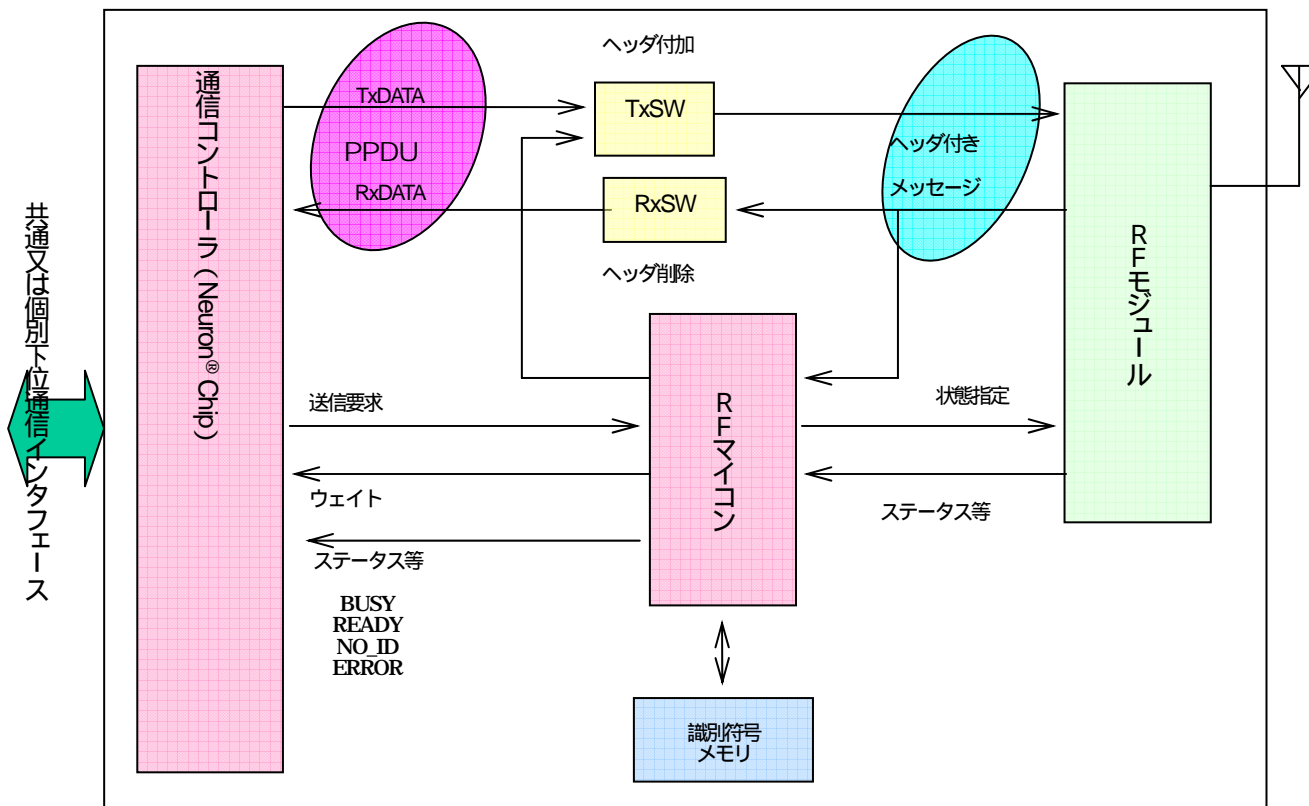 ヘッダ付加
TxDATA
TxSW
PPDU
ヘッダ付き
メッセージ
RxDATA
RxSW
ヘッダ削除
共通又は個別下位通信インタフェース
通信コントローラ(Neuron® Chip)
RFモジュール
送信要求
状態指定
RFマイコン
ウェイト
ステータス等
ステータス等
BUSY
READY
NO_ID
ERROR
識別符号
メモリ